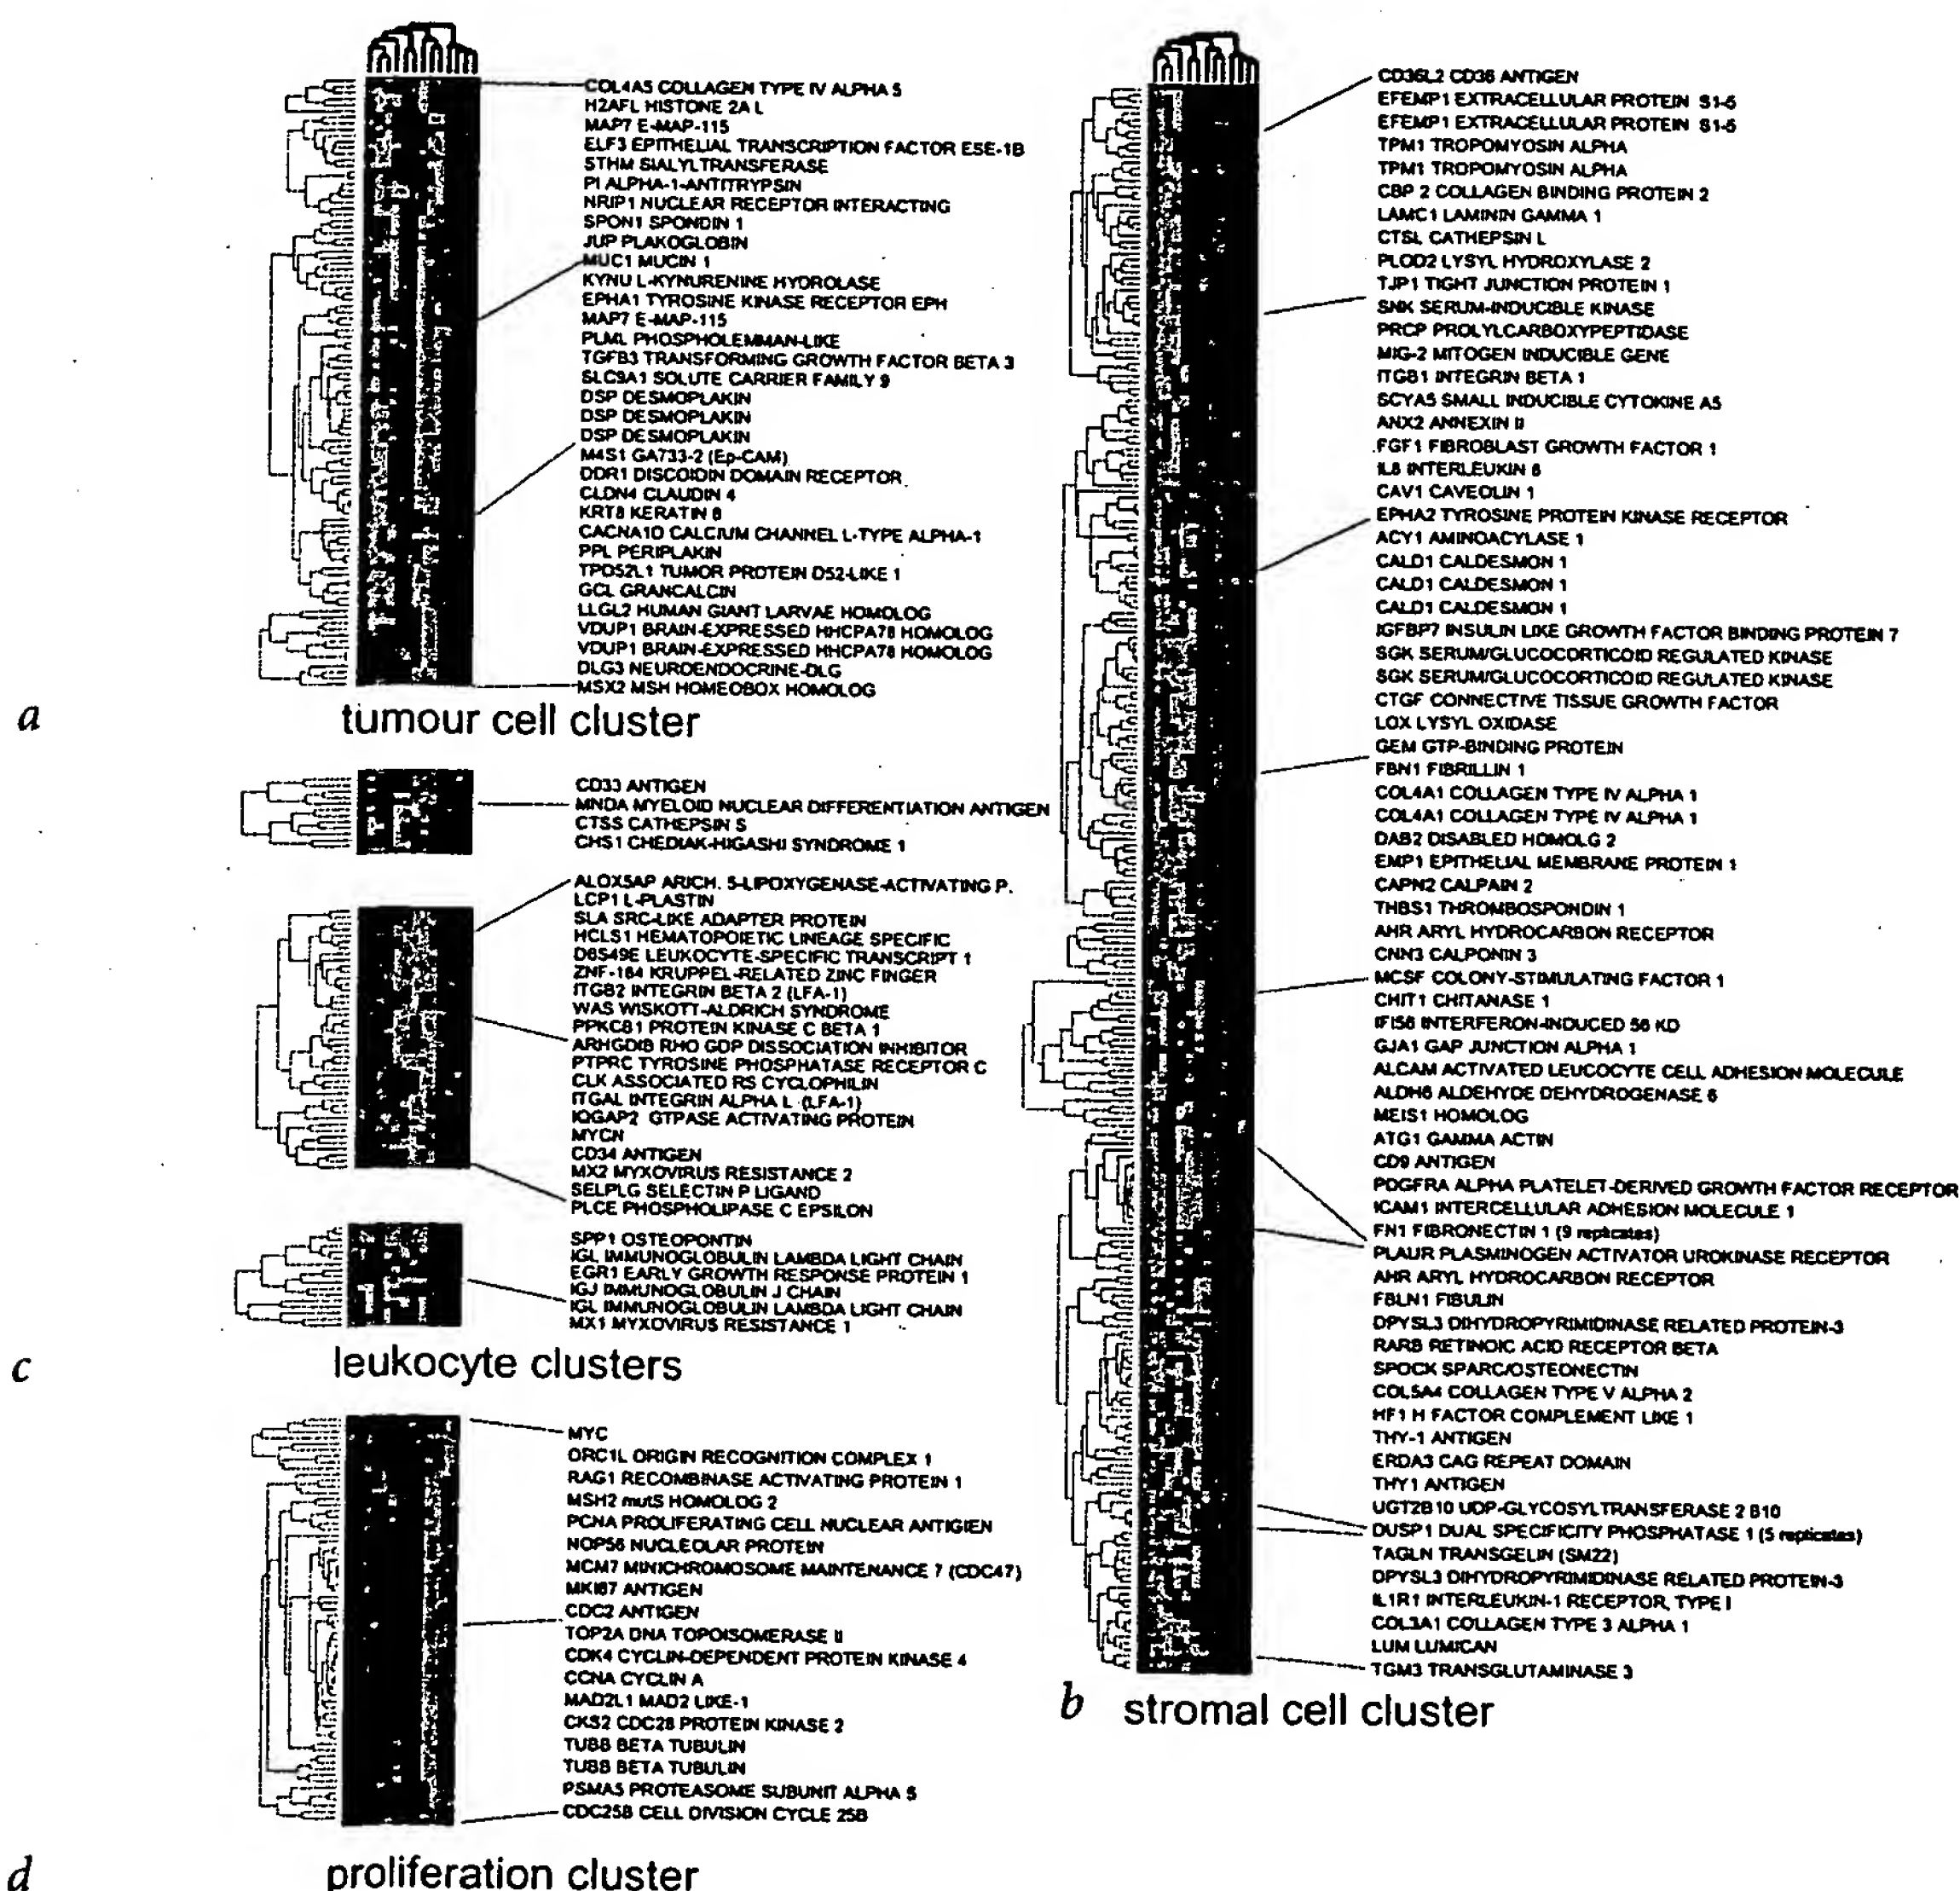 COL4A5 COLLAGEN TYPE IV ALPHA 5
H2AFL HISTONE 2A L
MAP7 E-MAP-115
ELF3 EPITHELIAL TRANSCRIPTION FACTOR ESE-1B
STHM SIALYLTRANSFERASE
PI ALPHA-1-ANTITRYPSIN
NRIP1 NUCLEAR RECEPTOR INTERACTING
SPON1 SPONDIN 1
JUP PLAKOGLOBIN
MUC1 MUCIN 1
KYNU L-KYNURENINE HYDROLASE
EPHA1 TYROSINE KINASE RECEPTOR EPH
MAP7 E-MAP-115
PLML PHOSPHOLEMMAN-LIKE
TGFB3 TRANSFORMING GROWTH FACTOR BETA 3
SLC9A1 SOLUTE CARRIER FAMILY 9
DSP DESMOPLAKIN
DSP DESMOPLAKIN
DSP DESMOPLAKIN
M4S1 GA733-2 (Ep-CAM)
DDR1 DISCOIDIN DOMAIN RECEPTOR
CLDN4 CLAUDIN 4
KRT8 KERATIN 8
CACNA1D CALCIUM CHANNEL L-TYPE ALPHA-1
PPL PERIPLAKIN
TPD52L1 TUMOR PROTEIN D52-LIKE 1
GCL GRANCALCIN
LLGL2 HUMAN GIANT LARVAE HOMOLOG
VDUP1 BRAIN-EXPRESSED HHCPA78 HOMOLOG
VDUP1 BRAIN-EXPRESSED HHCPA78 HOMOLOG
DLG3 NEUROENDOCRINE-DLG
MSX2 MSH HOMEOBOX HOMOLOG
a tumour cell cluster
CD33 ANTIGEN
MNDA MYELOID NUCLEAR DIFFERENTIATION ANTIGEN
CTSS CATHEPSIN S
CHS1 CHEDIAK-HIGASHI SYNDROME 1
ALOX5AP ARICH. 5-LIPOXYGENASE-ACTIVATING P.
LCP1 L-PLASTIN
SLA SRC-LIKE ADAPTER PROTEIN
HCLS1 HEMATOPOIETIC LINEAGE SPECIFIC
D6S49E LEUKOCYTE-SPECIFIC TRANSCRIPT 1
ZNF-164 KRUPPEL-RELATED ZINC FINGER
ITGB2 INTEGRIN BETA 2 (LFA-1)
WAS WISKOTT-ALDRICH SYNDROME
PPKCB1 PROTEIN KINASE C BETA 1
ARHGDIB RHO GDP DISSOCIATION INHIBITOR
PTPRC TYROSINE PHOSPHATASE RECEPTOR C
CLK ASSOCIATED RS CYCLOPHILIN
ITGAL INTEGRIN ALPHA L (LFA-1)
IQGAP2 GTPASE ACTIVATING PROTEIN
MYCN
CD34 ANTIGEN
MX2 MYXOVIRUS RESISTANCE 2
SELPLG SELECTIN P LIGAND
PLCE PHOSPHOLIPASE C EPSILON
SPP1 OSTEOPONTIN
IGL IMMUNOGLOBULIN LAMBDA LIGHT CHAIN
EGR1 EARLY GROWTH RESPONSE PROTEIN 1
IGJ IMMUNOGLOBULIN J CHAIN
IGL IMMUNOGLOBULIN LAMBDA LIGHT CHAIN
MX1 MYXOVIRUS RESISTANCE 1
c leukocyte clusters
MYC
ORC1L ORIGIN RECOGNITION COMPLEX 1
RAG1 RECOMBINASE ACTIVATING PROTEIN 1
MSH2 mutS HOMOLOG 2
PCNA PROLIFERATING CELL NUCLEAR ANTIGIEN
NOP56 NUCLEOLAR PROTEIN
MCM7 MINICHROMOSOME MAINTENANCE 7 (CDC47)
MKI67 ANTIGEN
CDC2 ANTIGEN
TOP2A DNA TOPOISOMERASE II
CDK4 CYCLIN-DEPENDENT PROTEIN KINASE 4
CCNA CYCLIN A
MAD2L1 MAD2 LIKE-1
CKS2 CDC28 PROTEIN KINASE 2
TUBB BETA TUBULIN
TUBB BETA TUBULIN
PSMA5 PROTEASOME SUBUNIT ALPHA 5
CDC25B CELL DIVISION CYCLE 25B
d proliferation cluster
CD36L2 CD36 ANTIGEN
EFEMP1 EXTRACELLULAR PROTEIN S1-5
EFEMP1 EXTRACELLULAR PROTEIN S1-5
TPM1 TROPOMYOSIN ALPHA
TPM1 TROPOMYOSIN ALPHA
CBP 2 COLLAGEN BINDING PROTEIN 2
LAMC1 LAMININ GAMMA 1
CTSL CATHEPSIN L
PLOD2 LYSYL HYDROXYLASE 2
TJP1 TIGHT JUNCTION PROTEIN 1
SNK SERUM-INDUCIBLE KINASE
PRCP PROLYLCARBOXYPEPTIDASE
MIG-2 MITOGEN INDUCIBLE GENE
ITGB1 INTEGRIN BETA 1
SCYA5 SMALL INDUCIBLE CYTOKINE A5
ANX2 ANNEXIN II
FGF1 FIBROBLAST GROWTH FACTOR 1
IL6 INTERLEUKIN 6
CAV1 CAVEOLIN 1
EPHA2 TYROSINE PROTEIN KINASE RECEPTOR
ACY1 AMINOACYLASE 1
CALD1 CALDESMON 1
CALD1 CALDESMON 1
CALD1 CALDESMON 1
IGFBP7 INSULIN LIKE GROWTH FACTOR BINDING PROTEIN 7
SGK SERUM/GLUCOCORTICOID REGULATED KINASE
SGK SERUM/GLUCOCORTICOID REGULATED KINASE
CTGF CONNECTIVE TISSUE GROWTH FACTOR
LOX LYSYL OXIDASE
GEM GTP-BINDING PROTEIN
FBN1 FIBRILLIN 1
COL4A1 COLLAGEN TYPE IV ALPHA 1
COL4A1 COLLAGEN TYPE IV ALPHA 1
DAB2 DISABLED HOMOLG 2
EMP1 EPITHELIAL MEMBRANE PROTEIN 1
CAPN2 CALPAIN 2
THBS1 THROMBOSPONDIN 1
AHR ARYL HYDROCARBON RECEPTOR
CNN3 CALPONIN 3
MCSF COLONY-STIMULATING FACTOR 1
CHIT1 CHITANASE 1
IFI56 INTERFERON-INDUCED 56 KD
GJA1 GAP JUNCTION ALPHA 1
ALCAM ACTIVATED LEUCOCYTE CELL ADHESION MOLECULE
ALDH6 ALDEHYDE DEHYDROGENASE 6
MEIS1 HOMOLOG
ATG1 GAMMA ACTIN
CD9 ANTIGEN
PDGFRA ALPHA PLATELET-DERIVED GROWTH FACTOR RECEPTOR
ICAM1 INTERCELLULAR ADHESION MOLECULE 1
FN1 FIBRONECTIN 1 (9 replicates)
PLAUR PLASMINOGEN ACTIVATOR UROKINASE RECEPTOR
AHR ARYL HYDROCARBON RECEPTOR
FBLN1 FIBULIN
DPYSL3 DIHYDROPYRIMIDINASE RELATED PROTEIN-3
RARB RETINOIC ACID RECEPTOR BETA
SPOCK SPARC/OSTEONECTIN
COL5A4 COLLAGEN TYPE V ALPHA 2
HF1 H FACTOR COMPLEMENT LIKE 1
THY-1 ANTIGEN
ERDA3 CAG REPEAT DOMAIN
THY1 ANTIGEN
UGT2B10 UDP-GLYCOSYLTRANSFERASE 2 B10
DUSP1 DUAL SPECIFICITY PHOSPHATASE 1 (5 replicates)
TAGLN TRANSGELIN (SM22)
DPYSL3 DIHYDROPYRIMIDINASE RELATED PROTEIN-3
IL1R1 INTERLEUKIN-1 RECEPTOR, TYPE I
COL3A1 COLLAGEN TYPE 3 ALPHA 1
LUM LUMICAN
TGM3 TRANSGLUTAMINASE 3
b stromal cell cluster